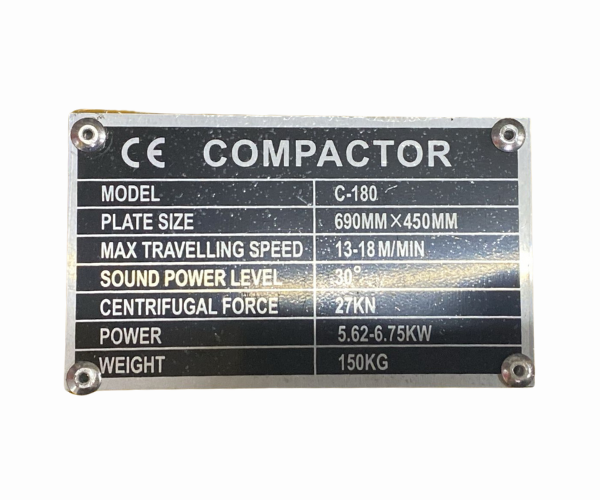 CE COMPACTOR
MODEL C-180
PLATE SIZE 690MM×450MM
MAX TRAVELLING SPEED 13-18M/MIN
SOUND POWER LEVEL 30°
CENTRIFUGAL FORCE 27KN
POWER 5.62-6.75KW
WEIGHT 150KG